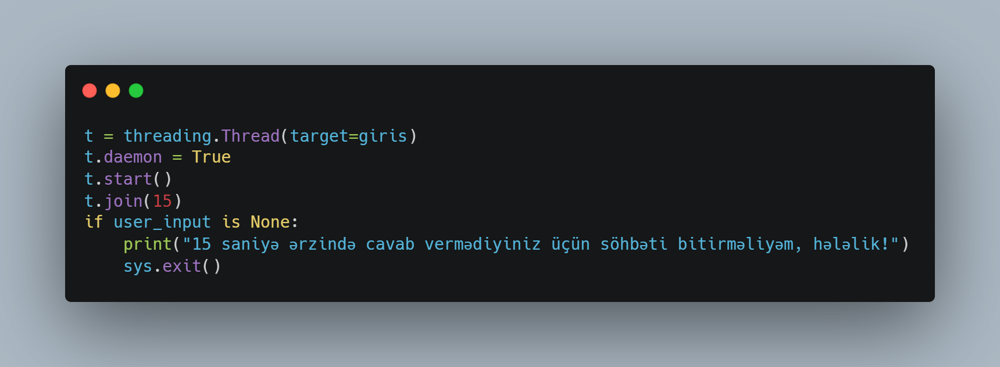 t = threading.Thread(target=giris)
t.daemon = True
t.start()
t.join(15)
if user_input is None:
    print("15 saniyə ərzində cavab vermədiyiniz üçün söhbəti bitirməliyəm, hələlik!")
    sys.exit()